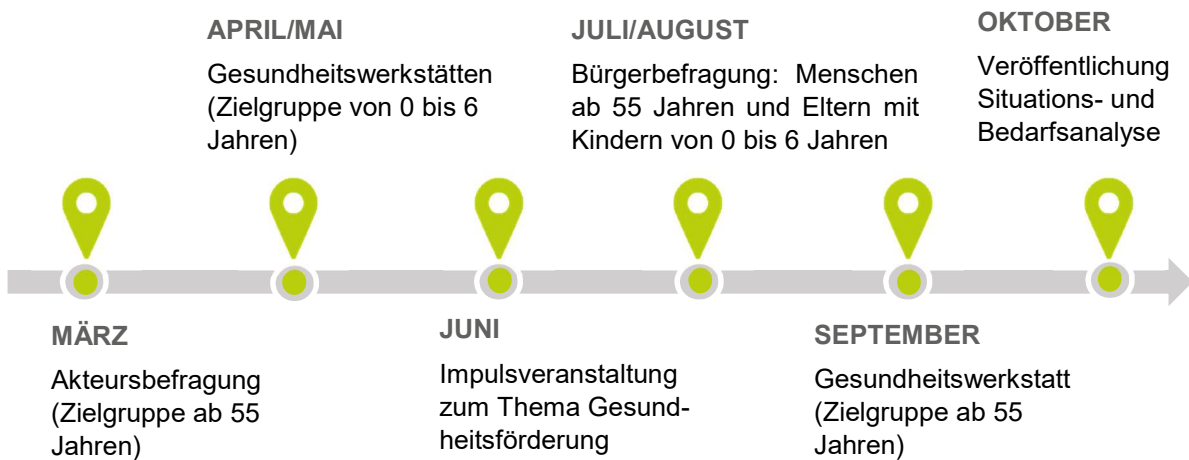 APRIL/MAI
Gesundheitswerkstätten
(Zielgruppe von 0 bis 6
Jahren)
JULI/AUGUST
Bürgerbefragung: Menschen
ab 55 Jahren und Eltern mit
Kindern von 0 bis 6 Jahren
OKTOBER
Veröffentlichung
Situations- und
Bedarfsanalyse
MÄRZ
Akteursbefragung
(Zielgruppe ab 55
Jahren)
JUNI
Impulsveranstaltung
zum Thema Gesund-
heitsförderung
SEPTEMBER
Gesundheitswerkstatt
(Zielgruppe ab 55
Jahren)